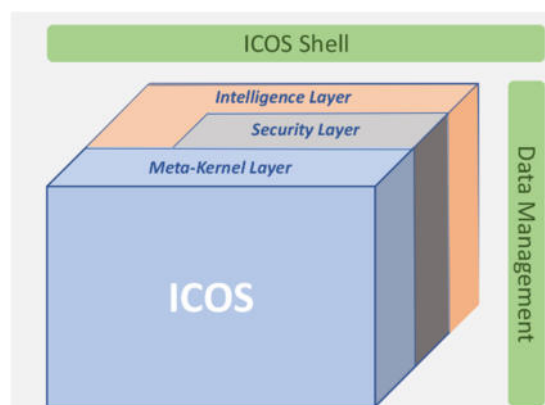 ICOS Shell
Intelligence Layer
Security Layer
Meta-Kernel Layer
ICOS
Data Management